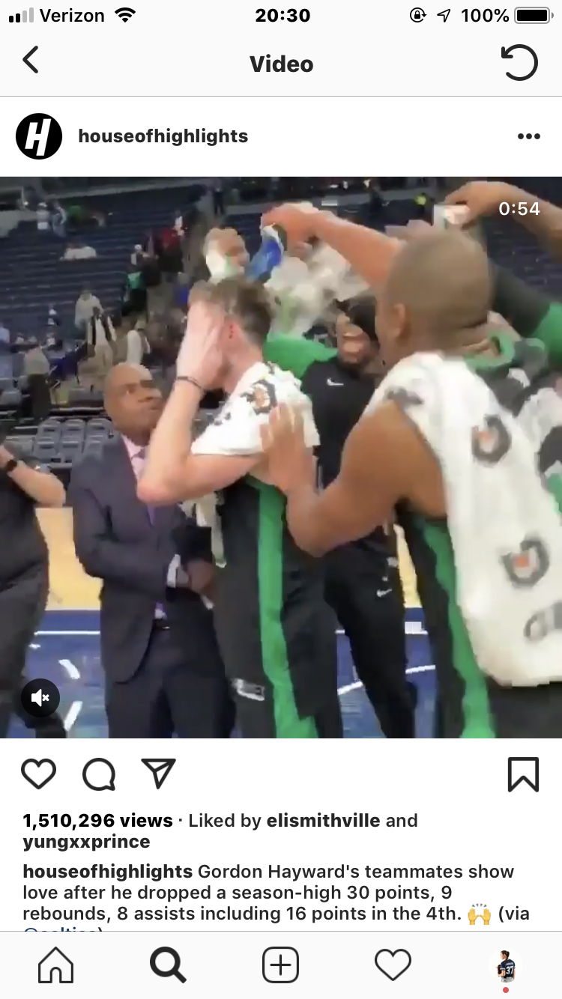 Verizon 20:30 100%
Video
H houseofhighlights
0:54
1,510,296 views · Liked by elismithville and
yungxxprince
houseofhighlights Gordon Hayward's teammates show
love after he dropped a season-high 30 points, 9
rebounds, 8 assists including 16 points in the 4th. 🙌 (via
@celtics)
37